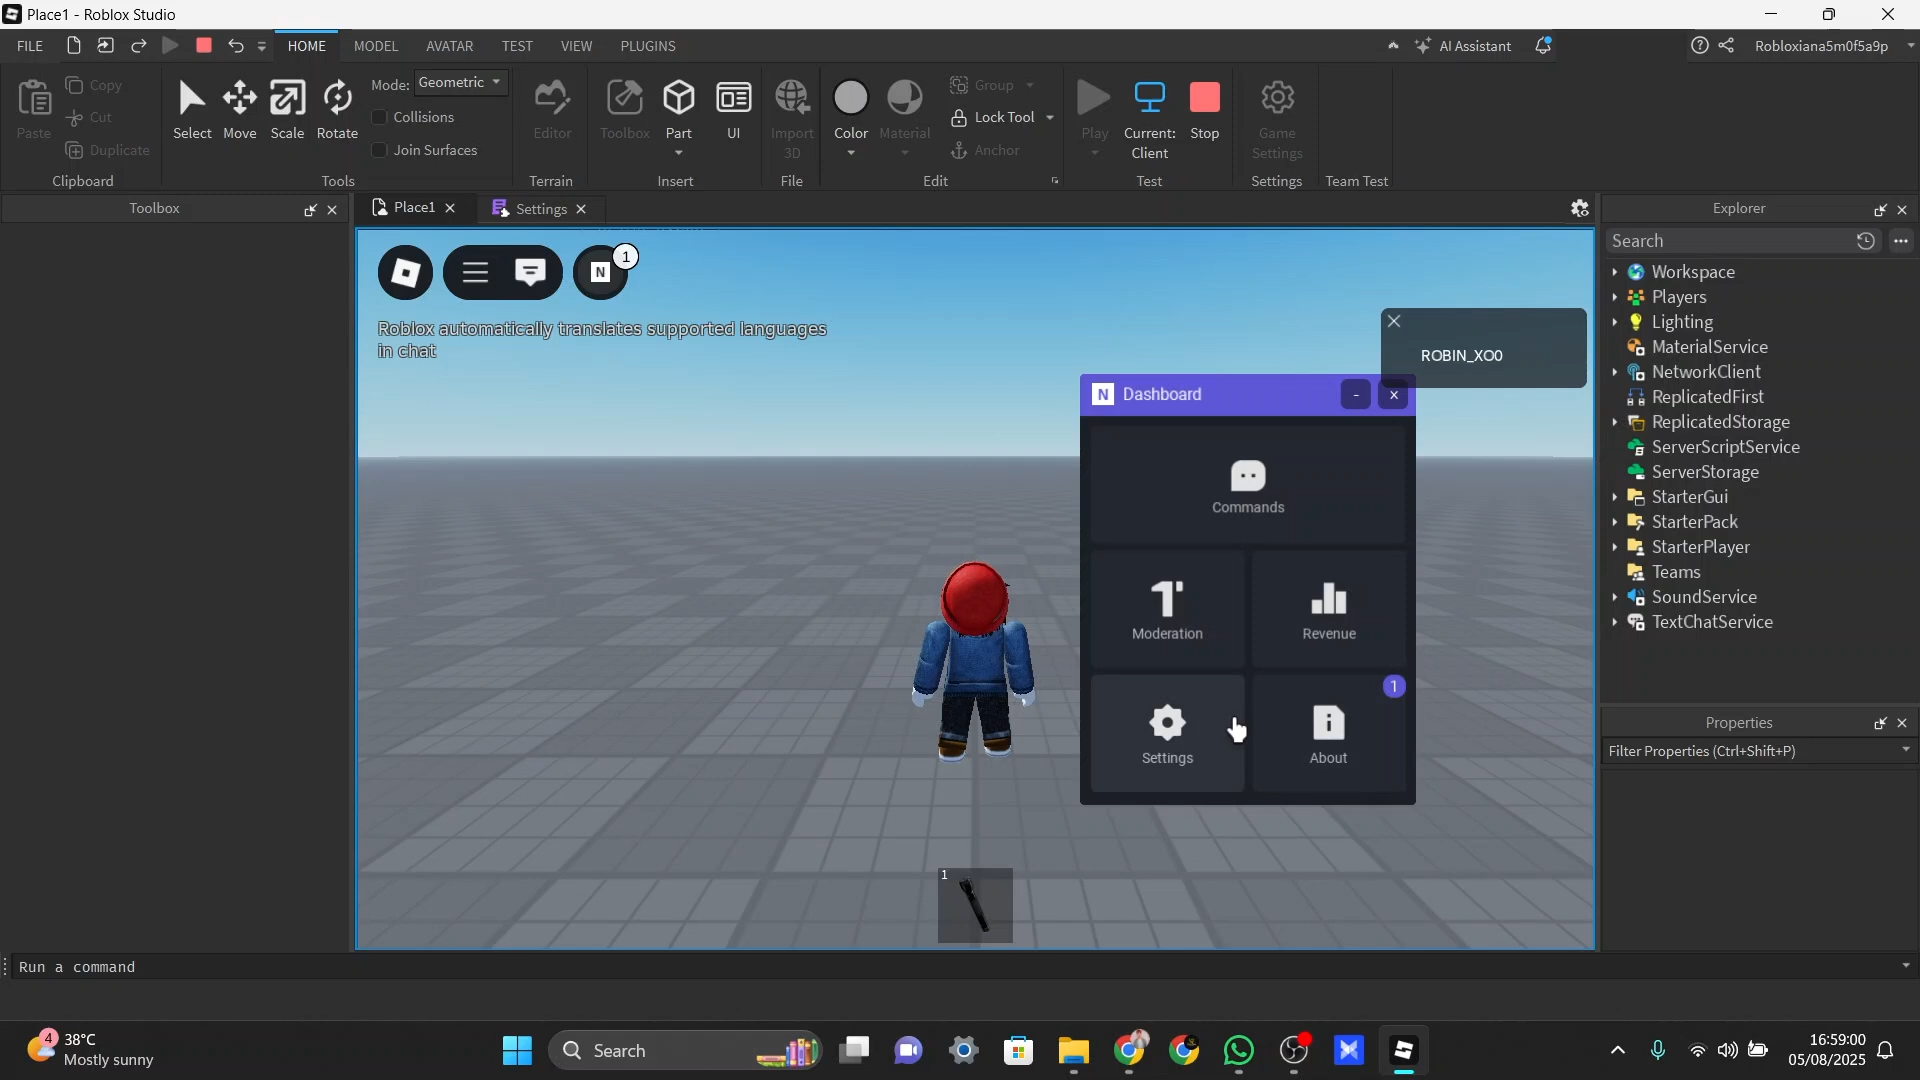 Place1 - Roblox Studio
FILE HOME MODEL AVATAR TEST VIEW PLUGINS AI Assistant Robloxiana5m0f5a9p
Paste
Copy
Cut
Duplicate
Clipboard
Select Move Scale Rotate
Mode: Geometric
Collisions
Join Surfaces
Tools
Editor
Terrain
Toolbox Part UI
Insert
Import
3D
File
Color Material
Group
Lock Tool
Anchor
Edit
Play
Current:
Client
Stop
Test
Game
Settings
Settings
Team Test
Toolbox
Place1 Settings
1
N
Roblox automatically translates supported languages
in chat
ROBIN_XO0
N Dashboard - x
Commands
Moderation Revenue
1
Settings About
1
Explorer
Search
Workspace
Players
Lighting
MaterialService
NetworkClient
ReplicatedFirst
ReplicatedStorage
ServerScriptService
ServerStorage
StarterGui
StarterPack
StarterPlayer
Teams
SoundService
TextChatService
Properties
Filter Properties (Ctrl+Shift+P)
Run a command
4
38°C
Mostly sunny
Search
16:59:00
05/08/2025